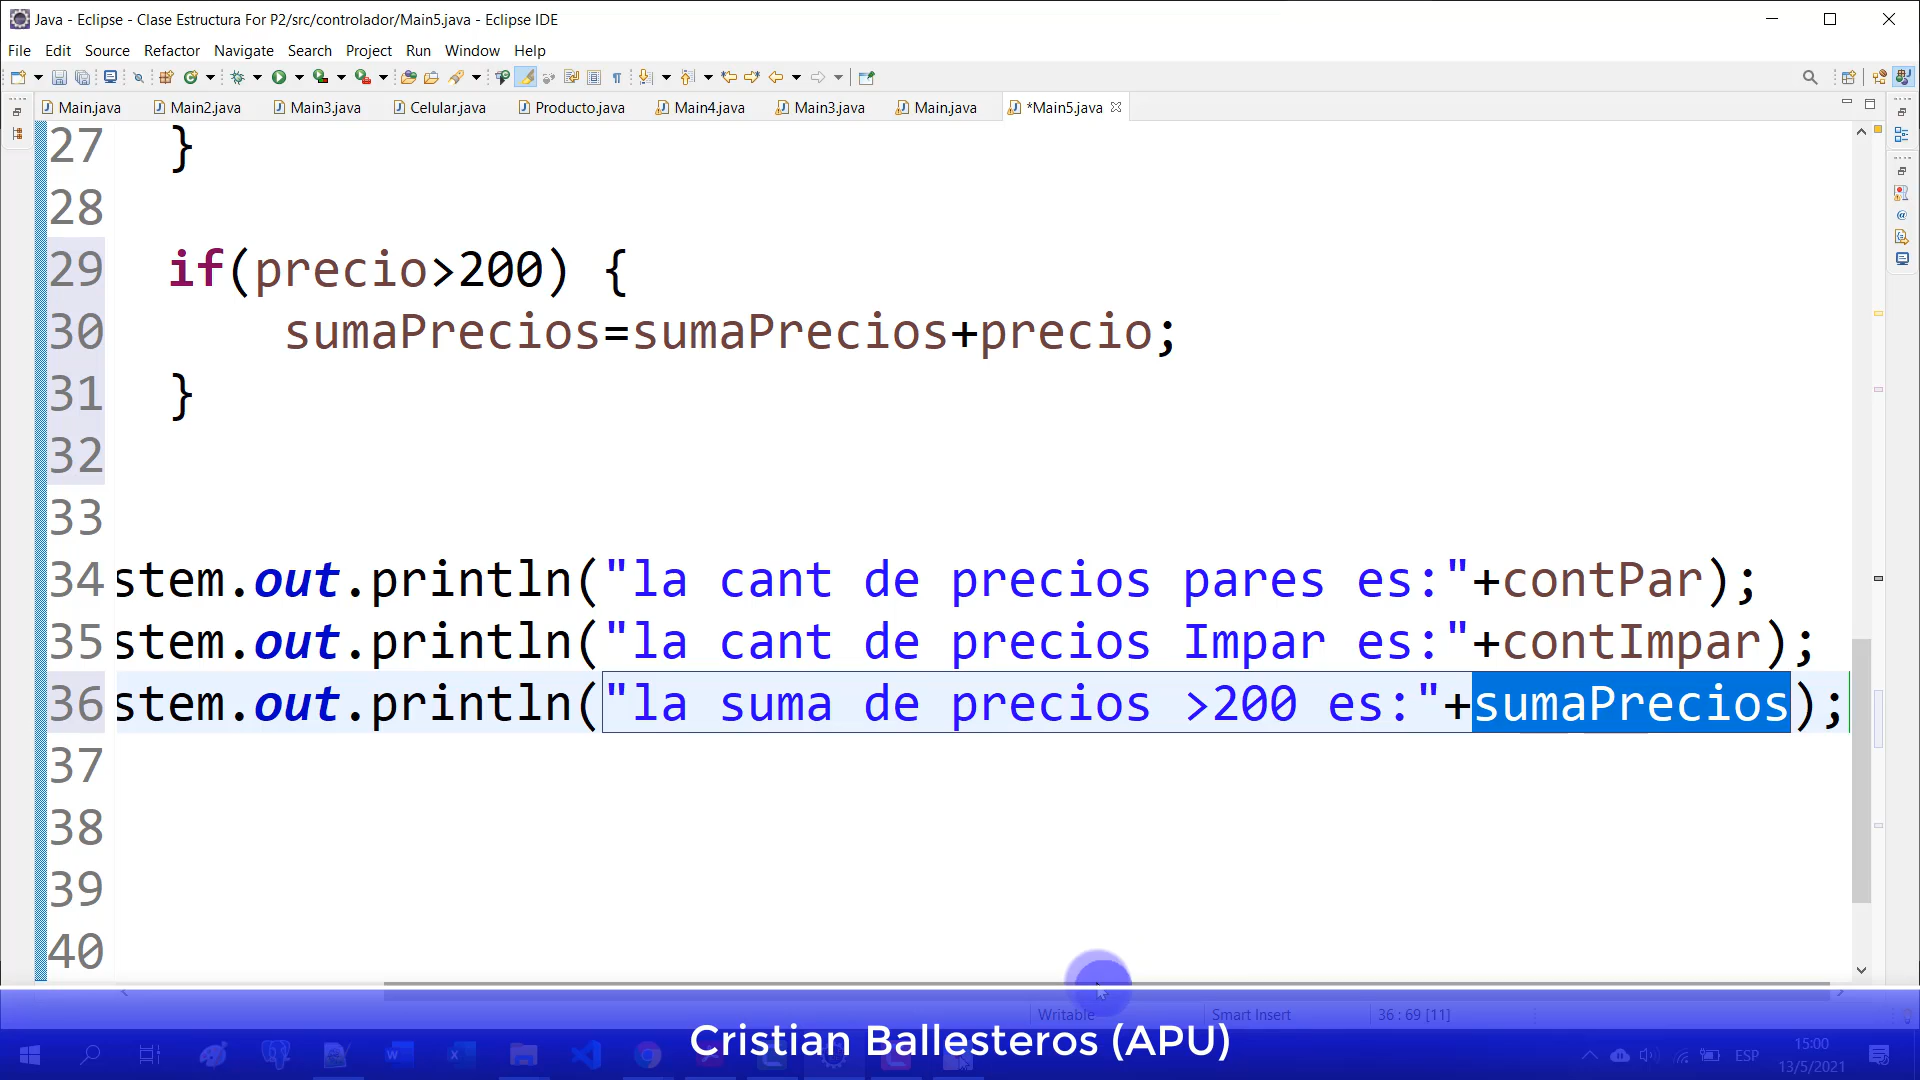 Java - Eclipse - Clase Estructura For P2/src/controlador/Main5.java - Eclipse IDE
File Edit Source Refactor Navigate Search Project Run Window Help
Main.java Main2.java Main3.java Celular.java Producto.java Main4.java Main3.java Main.java *Main5.java
27 }
28
29 if(precio>200) {
30 sumaPrecios=sumaPrecios+precio;
31 }
32
33
34 stem.out.println("la cant de precios pares es:"+contPar);
35 stem.out.println("la cant de precios Impar es:"+contImpar);
36 stem.out.println("la suma de precios >200 es:"+sumaPrecios);
37
38
39
40
Writable Smart Insert 36 : 69 [11]
Cristian Ballesteros (APU)
ESP
15:00
13/5/2021